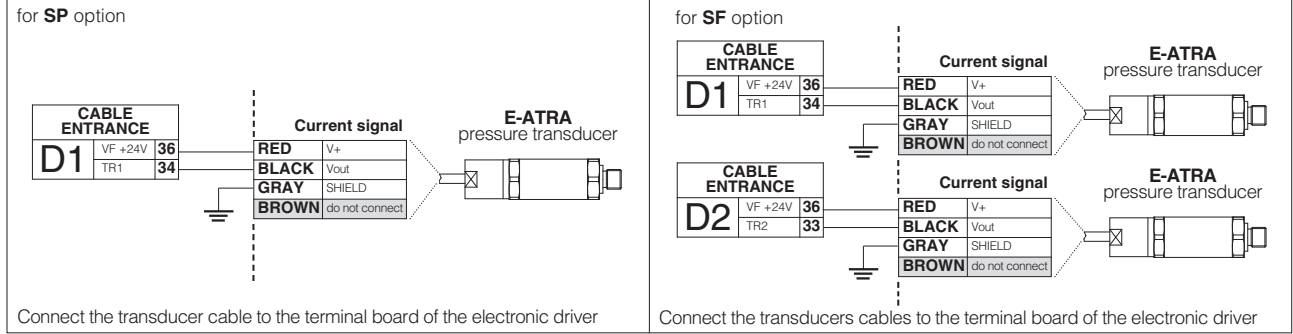 for SP option
CABLE
ENTRANCE
D1
VF +24V 36
TR1 34
Current signal
RED V+
BLACK Vout
GRAY SHIELD
BROWN do not connect
E-ATRA
pressure transducer
Connect the transducer cable to the terminal board of the electronic driver
for SF option
CABLE
ENTRANCE
D1
VF +24V 36
TR1 34
Current signal
RED V+
BLACK Vout
GRAY SHIELD
BROWN do not connect
E-ATRA
pressure transducer
CABLE
ENTRANCE
D2
VF +24V 36
TR2 33
Current signal
RED V+
BLACK Vout
GRAY SHIELD
BROWN do not connect
E-ATRA
pressure transducer
Connect the transducers cables to the terminal board of the electronic driver